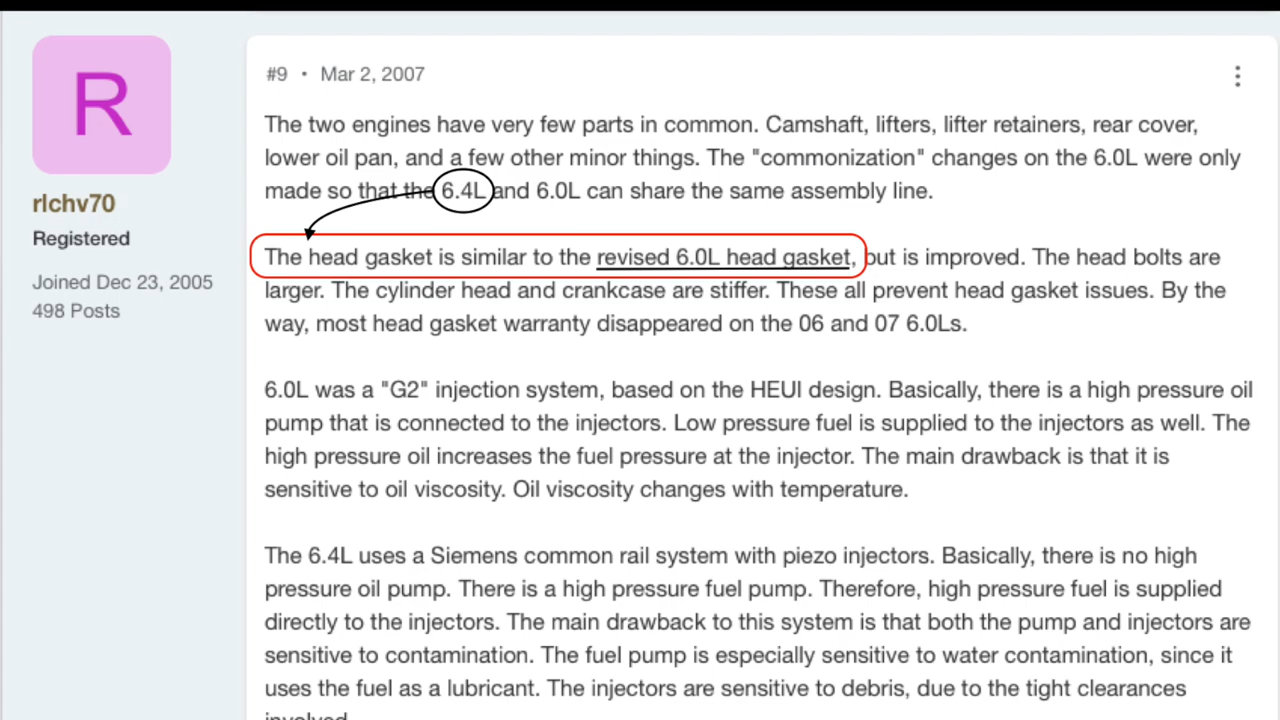 R
rlchv70
Registered
Joined Dec 23, 2005
498 Posts
#9 • Mar 2, 2007
The two engines have very few parts in common. Camshaft, lifters, lifter retainers, rear cover,
lower oil pan, and a few other minor things. The "commonization" changes on the 6.0L were only
made so that the 6.4L and 6.0L can share the same assembly line.
The head gasket is similar to the revised 6.0L head gasket, but is improved. The head bolts are
larger. The cylinder head and crankcase are stiffer. These all prevent head gasket issues. By the
way, most head gasket warranty disappeared on the 06 and 07 6.0Ls.
6.0L was a "G2" injection system, based on the HEUI design. Basically, there is a high pressure oil
pump that is connected to the injectors. Low pressure fuel is supplied to the injectors as well. The
high pressure oil increases the fuel pressure at the injector. The main drawback is that it is
sensitive to oil viscosity. Oil viscosity changes with temperature.
The 6.4L uses a Siemens common rail system with piezo injectors. Basically, there is no high
pressure oil pump. There is a high pressure fuel pump. Therefore, high pressure fuel is supplied
directly to the injectors. The main drawback to this system is that both the pump and injectors are
sensitive to contamination. The fuel pump is especially sensitive to water contamination, since it
uses the fuel as a lubricant. The injectors are sensitive to debris, due to the tight clearances
involved.